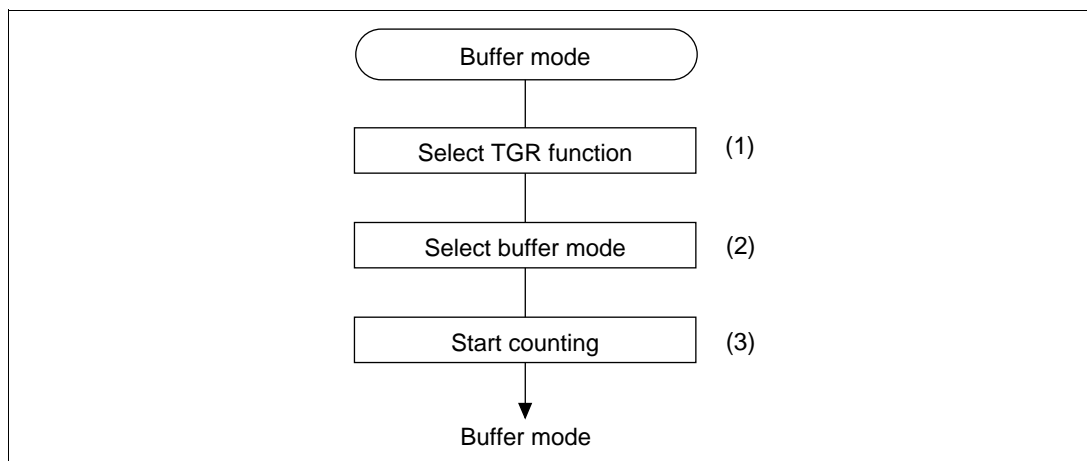 Buffer mode
Select TGR function (1)
Select buffer mode (2)
Start counting (3)
Buffer mode